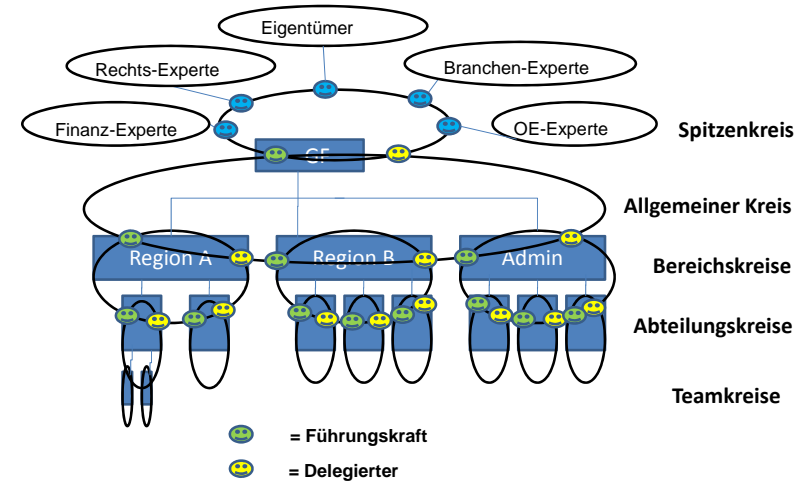 Eigentümer
Rechts-Experte
Branchen-Experte
Finanz-Experte
OE-Experte
Spitzenkreis
GF
Allgemeiner Kreis
Region A
Region B
Admin
Bereichskreise
Abteilungskreise
Teamkreise
= Führungskraft
= Delegierter